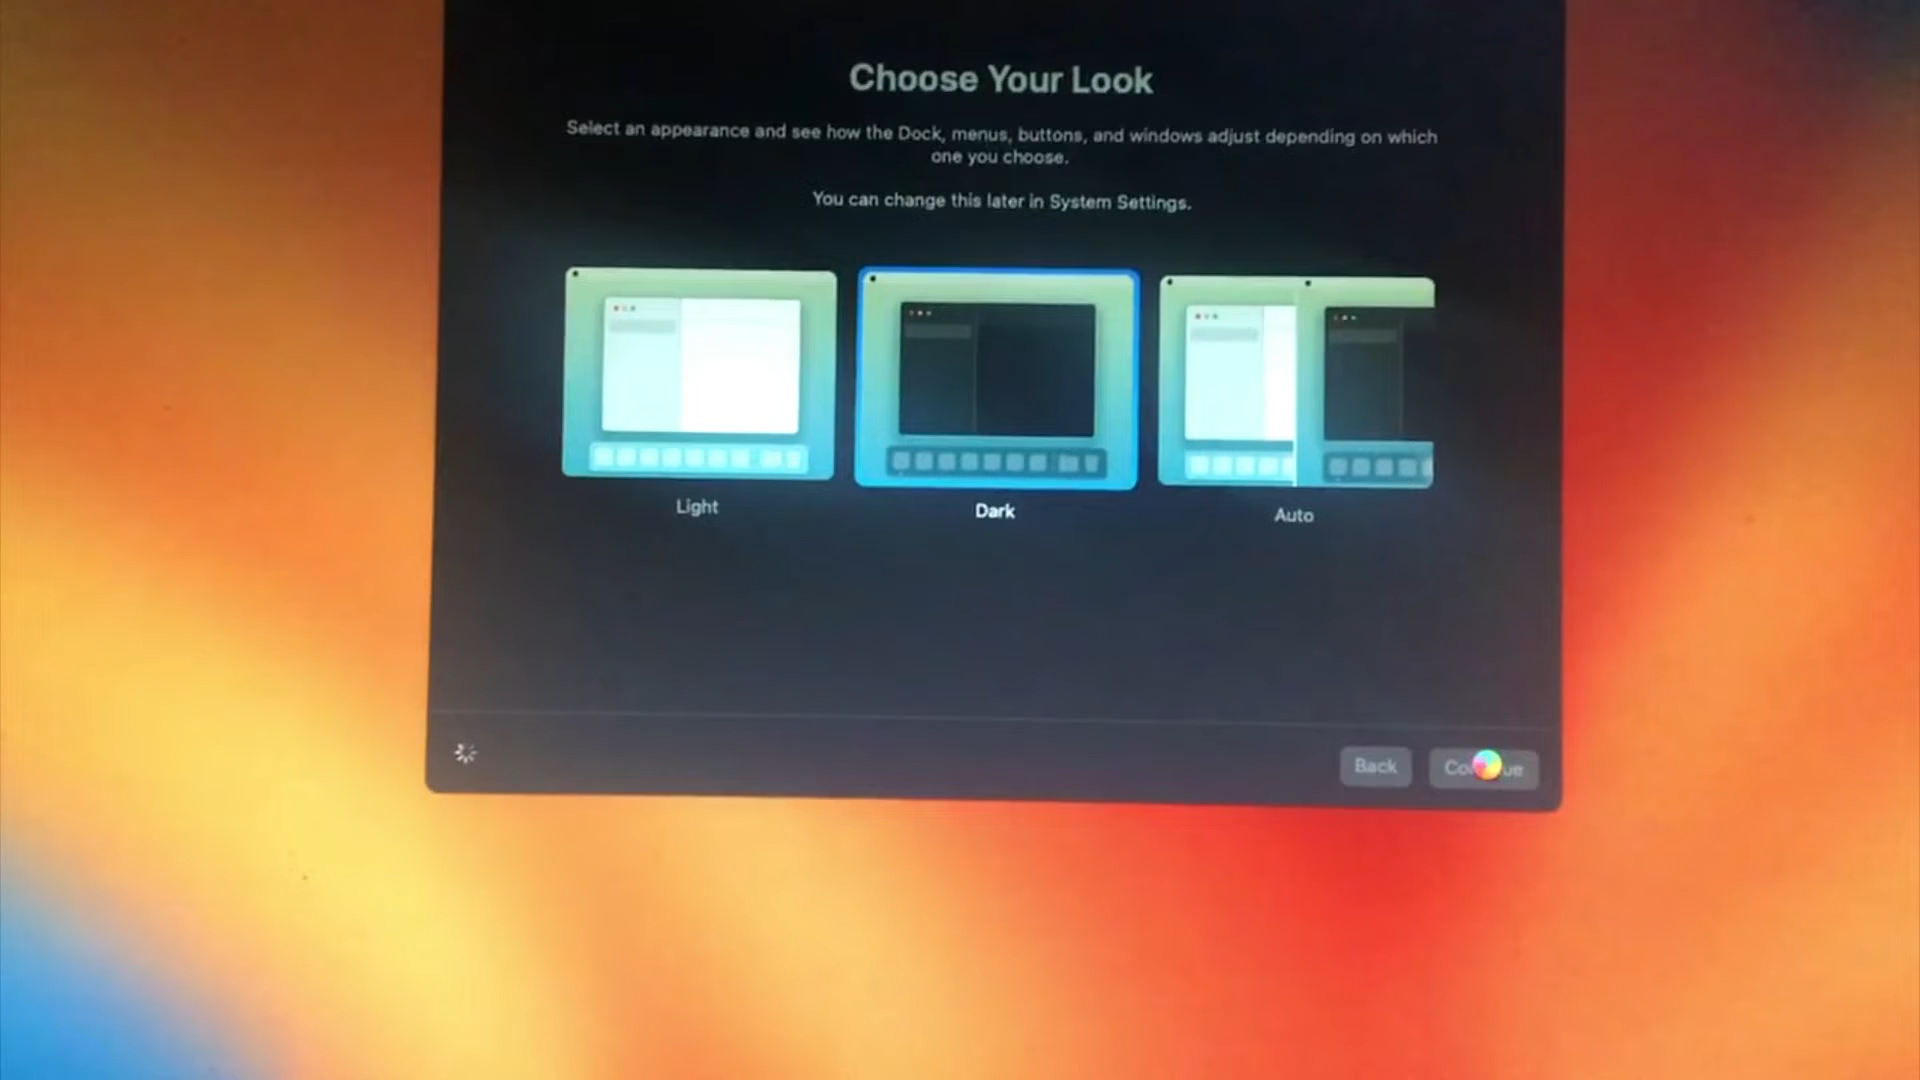 Choose Your Look
Select an appearance and see how the Dock, menus, buttons, and windows adjust depending on which
one you choose.
You can change this later in System Settings.
Light
Dark
Auto
Back